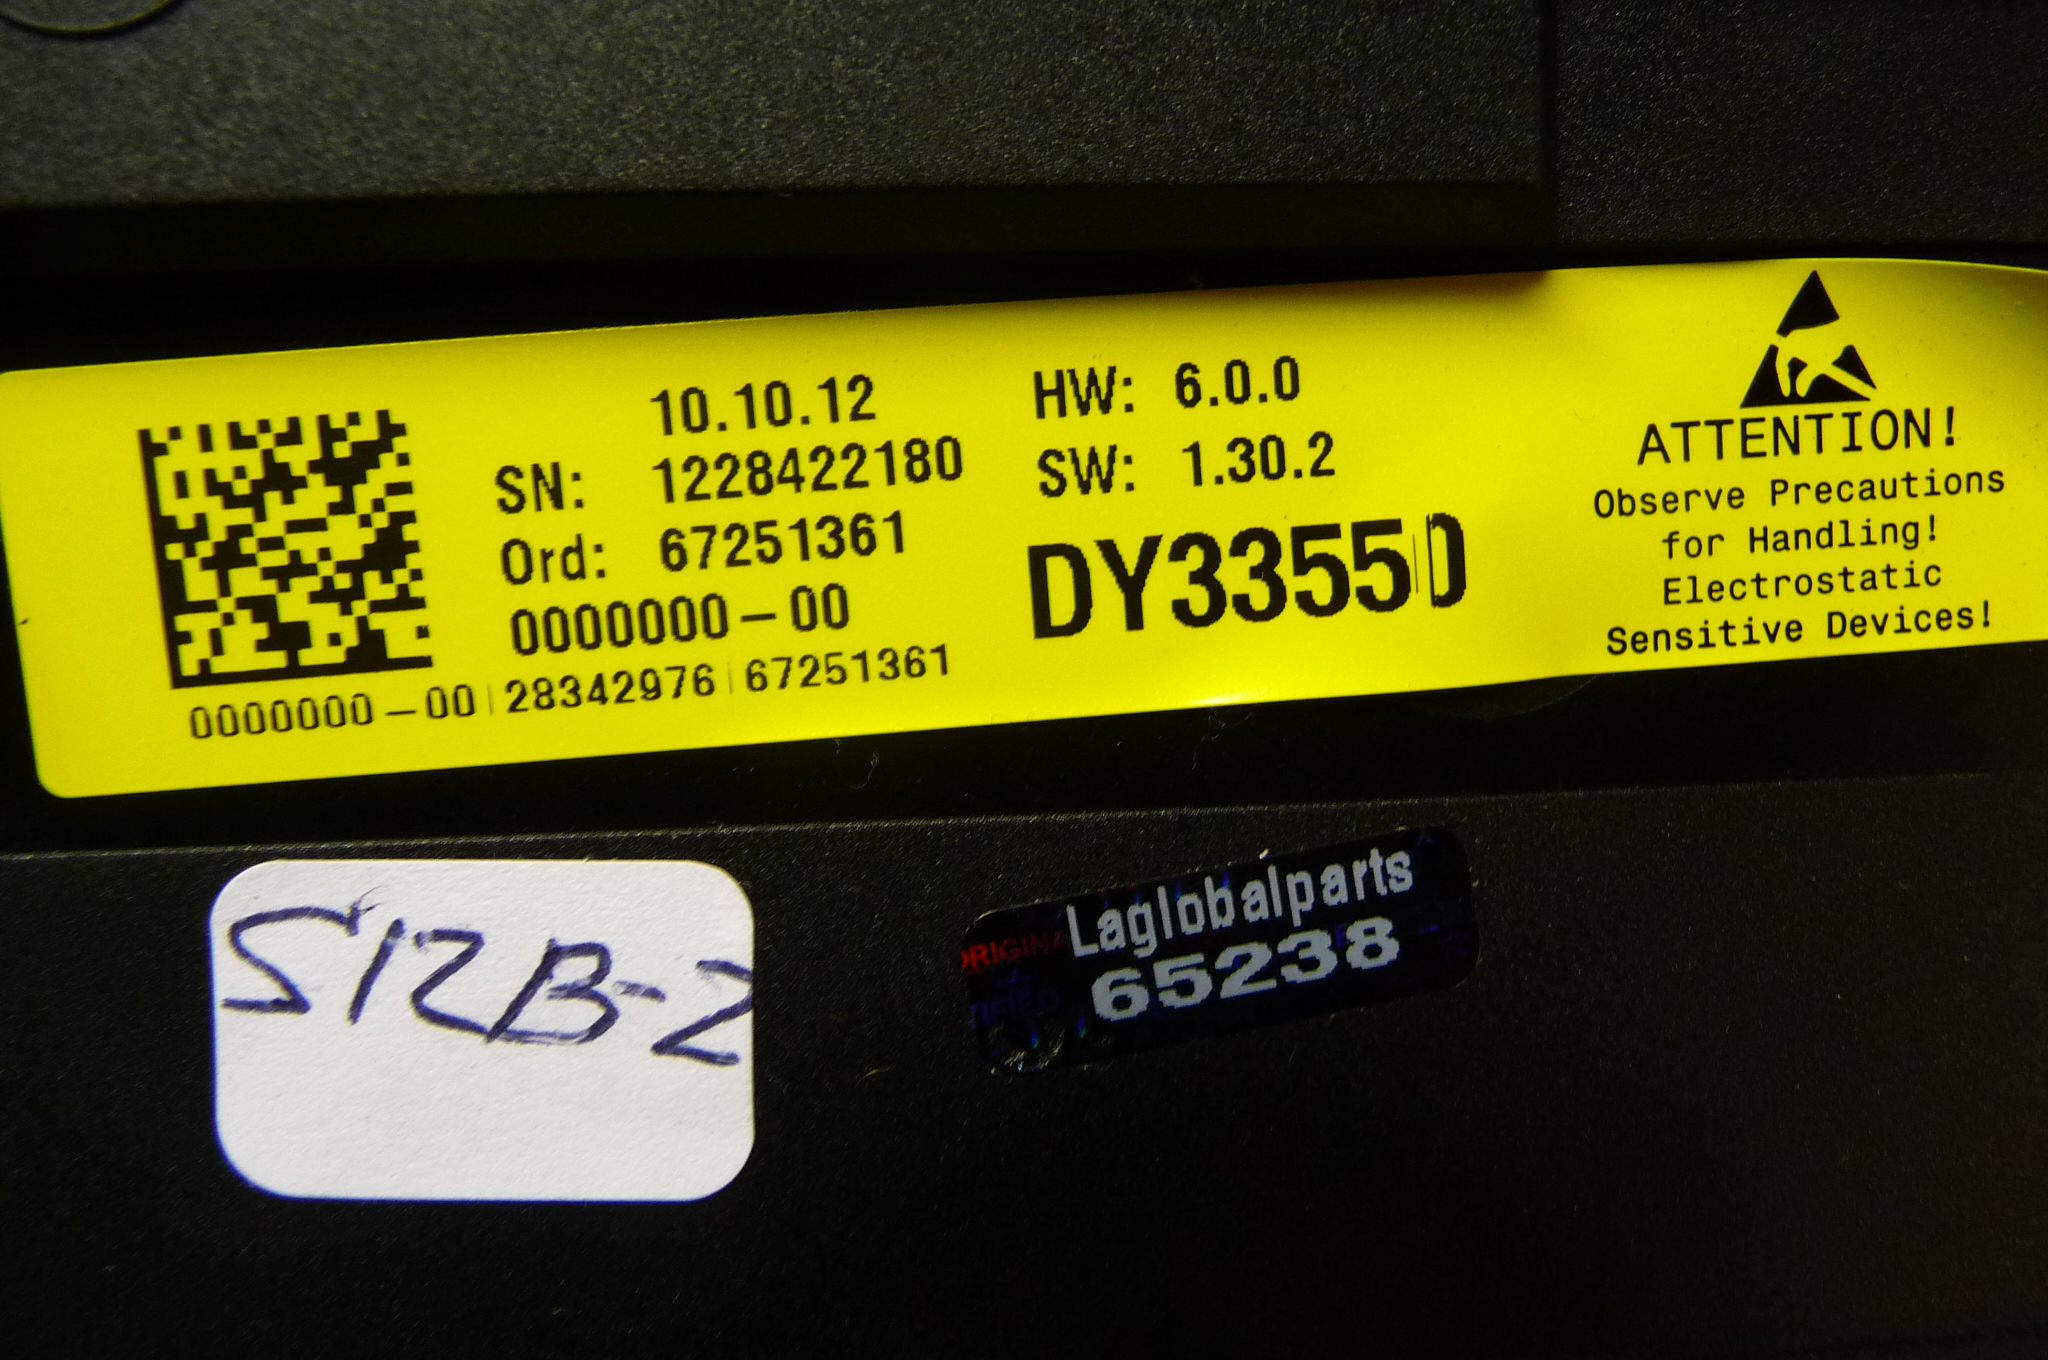 10.10.12
SN: 1228422180
Ord: 67251361
0000000-00
0000000-00|28342976|67251361
HW: 6.0.0
SW: 1.30.2
DY33550
ATTENTION!
Observe Precautions
for Handling!
Electrostatic
Sensitive Devices!
S12B-2
Laglobalparts
65238